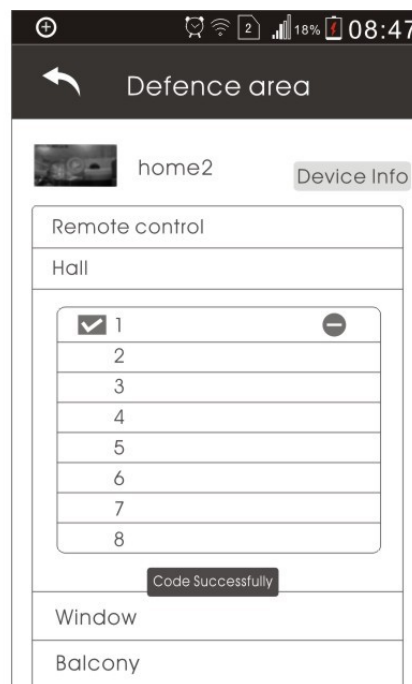 2 18% 08:47
Defence area
home2
Device Info
Remote control
Hall
1
2
3
4
5
6
7
8
Code Successfully
Window
Balcony